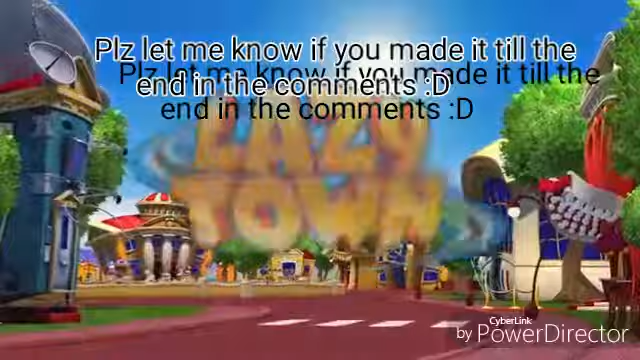 Plz let me know if you made it till the
end in the comments :D
Plz let me know if you made it till the
end in the comments :D
LAZY
TOWN
CyberLink
by PowerDirector